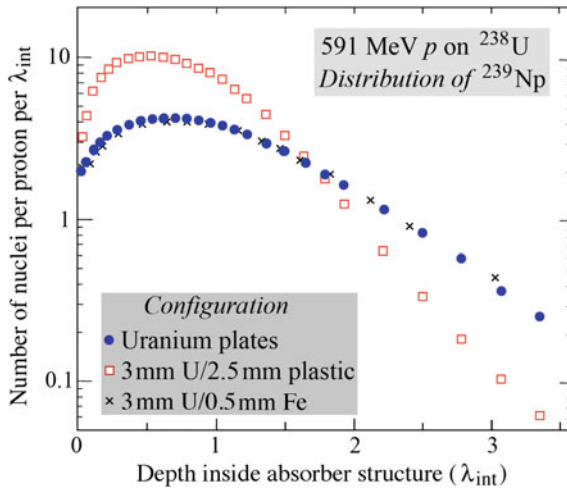 591 MeV p on ²³⁸U
Distribution of ²³⁹Np
Number of nuclei per proton per λint
10
1
0.1
Configuration
Uranium plates
3 mm U/2.5 mm plastic
3 mm U/0.5 mm Fe
0 1 2 3
Depth inside absorber structure (λint)